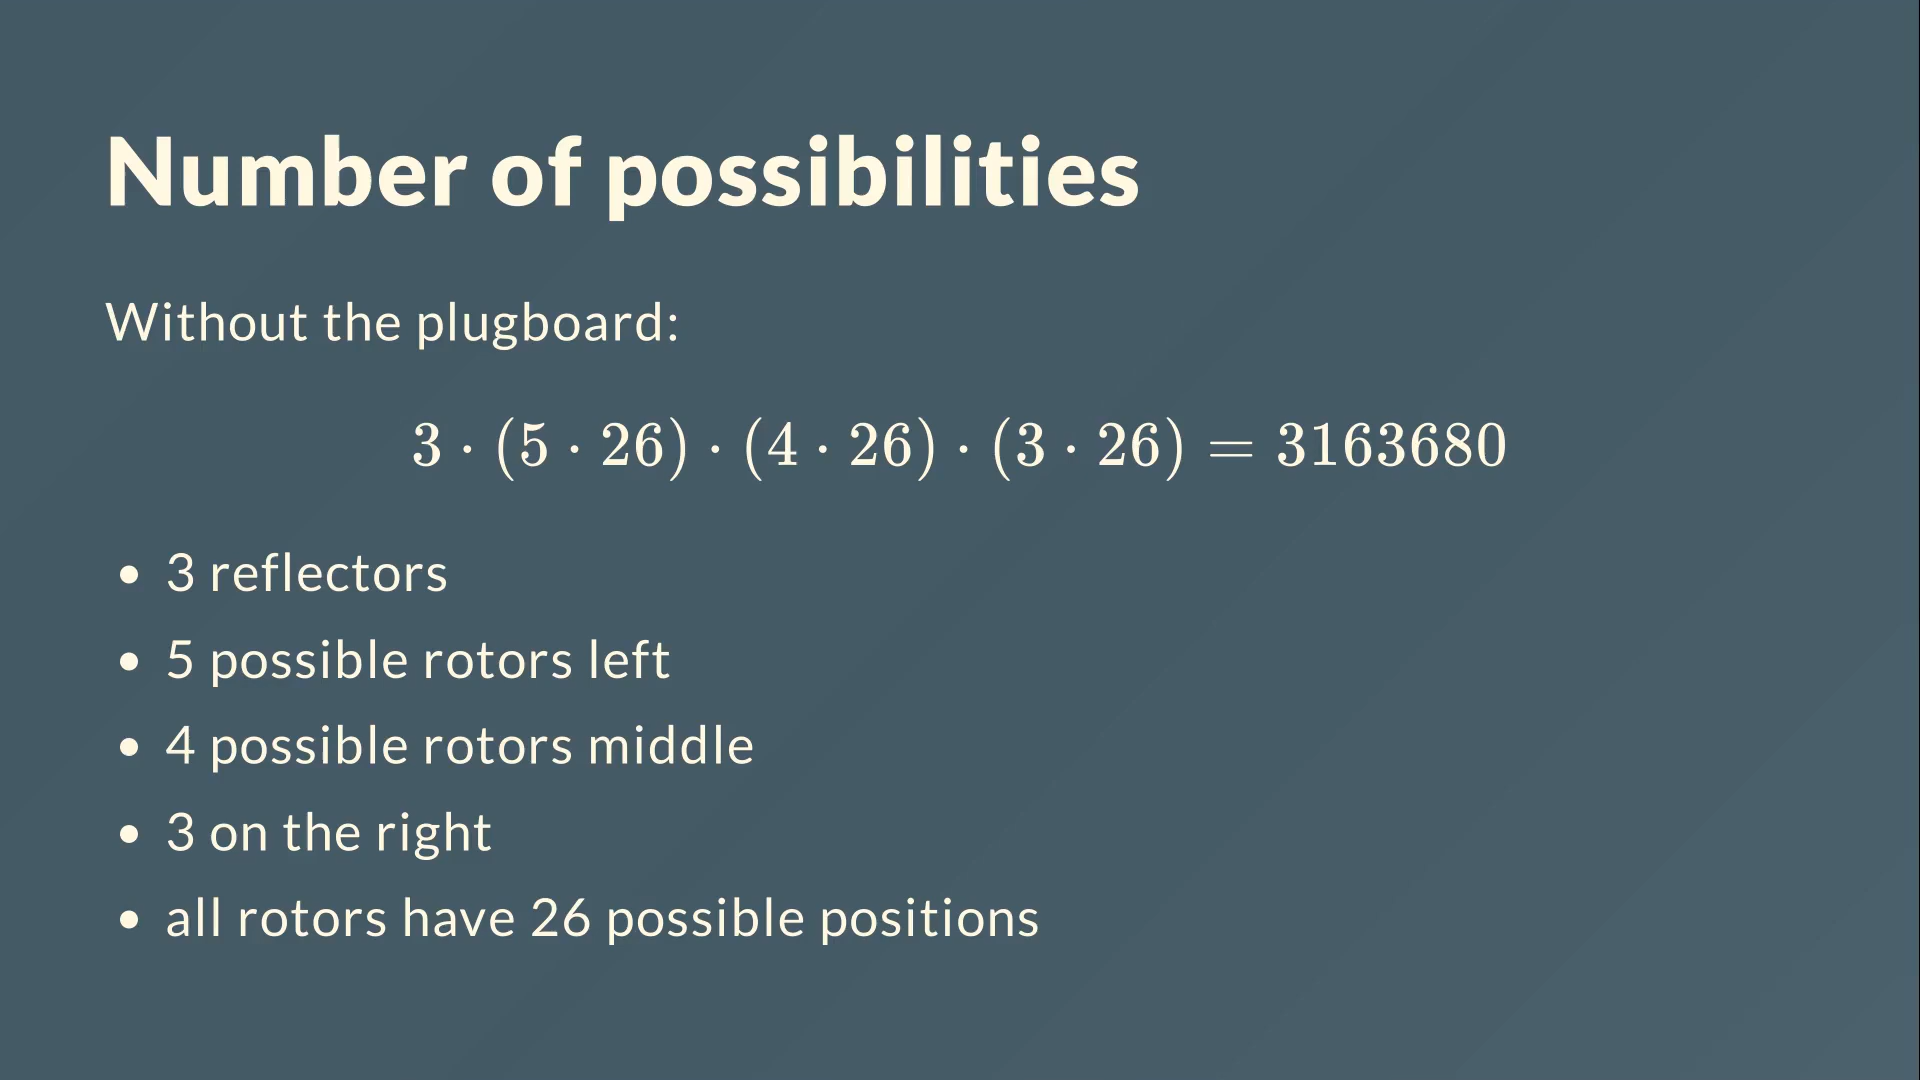 Number of possibilities
Without the plugboard:
3 · (5 · 26) · (4 · 26) · (3 · 26) = 3163680
• 3 reflectors
• 5 possible rotors left
• 4 possible rotors middle
• 3 on the right
• all rotors have 26 possible positions